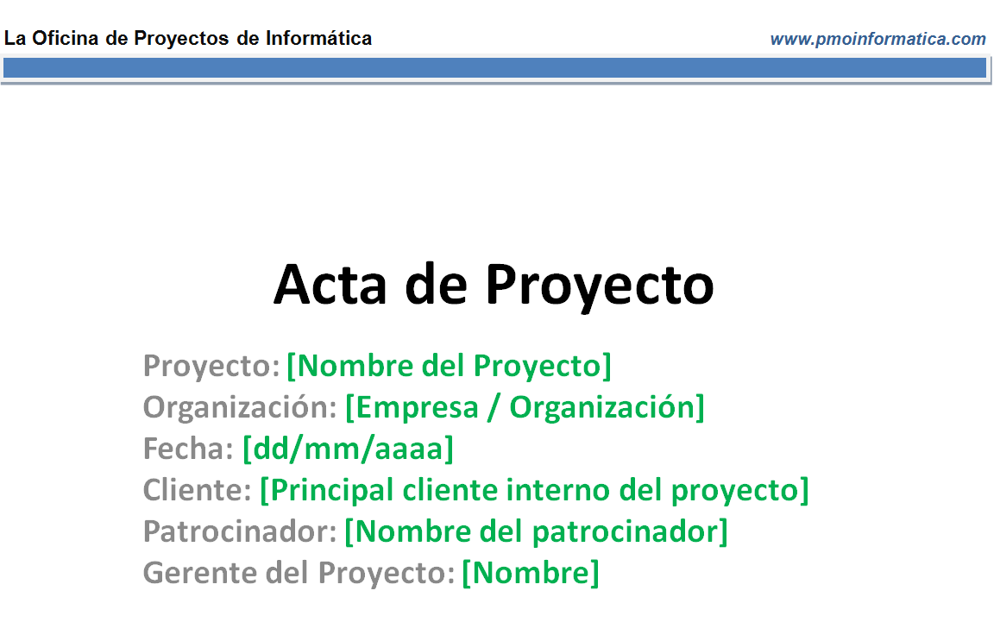 La Oficina de Proyectos de Informática
www.pmoinformatica.com
Acta de Proyecto
Proyecto: [Nombre del Proyecto]
Organización: [Empresa / Organización]
Fecha: [dd/mm/aaaa]
Cliente: [Principal cliente interno del proyecto]
Patrocinador: [Nombre del patrocinador]
Gerente del Proyecto: [Nombre]